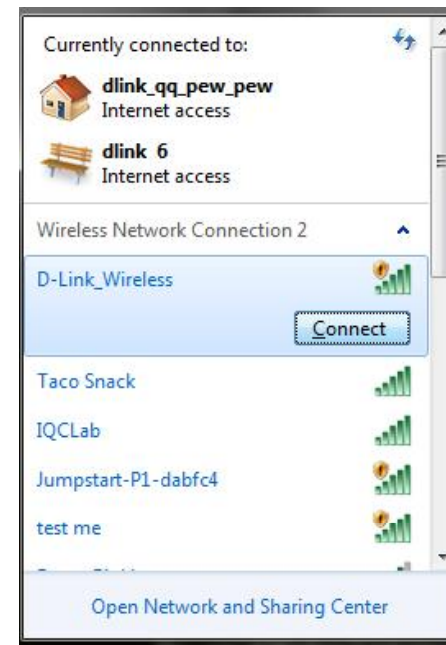 Currently connected to:
dlink_qq_pew_pew
Internet access
dlink 6
Internet access
Wireless Network Connection 2
D-Link_Wireless
Connect
Taco Snack
IQCLab
Jumpstart-P1-dabfc4
test me
Open Network and Sharing Center